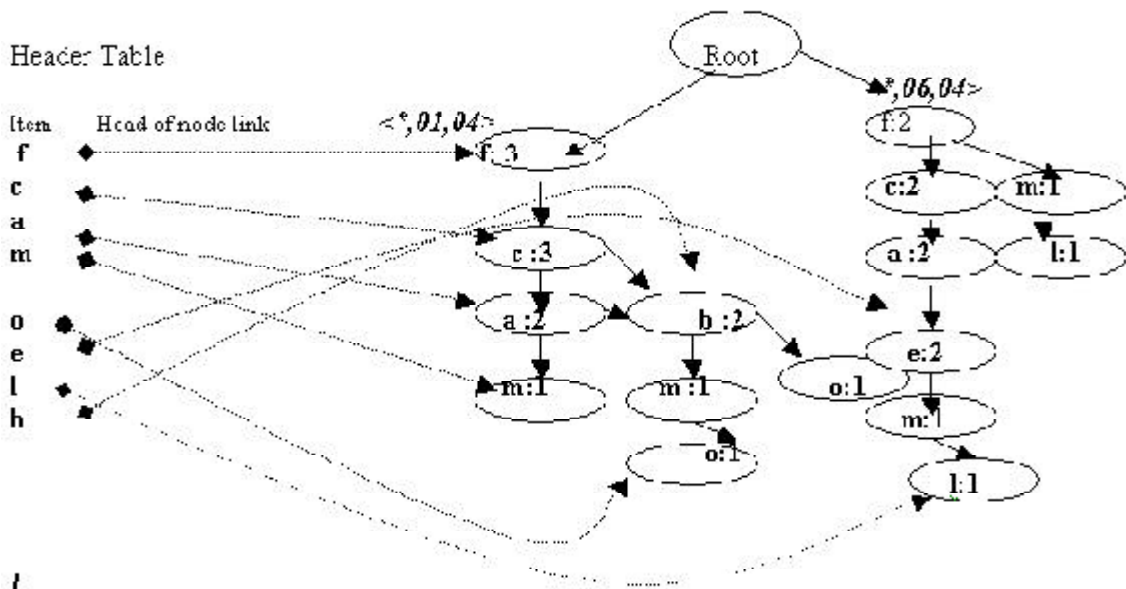 Header Table
Root
<*,01,04>
*,06,04>
Item Head of node link
f
f:3
f:2
c
c:2
m:1
a
c :3
a :2
l:1
m
o
a :2
b :2
e
e:2
l
m:1
m :1
o:1
h
m:1
o:1
l:1